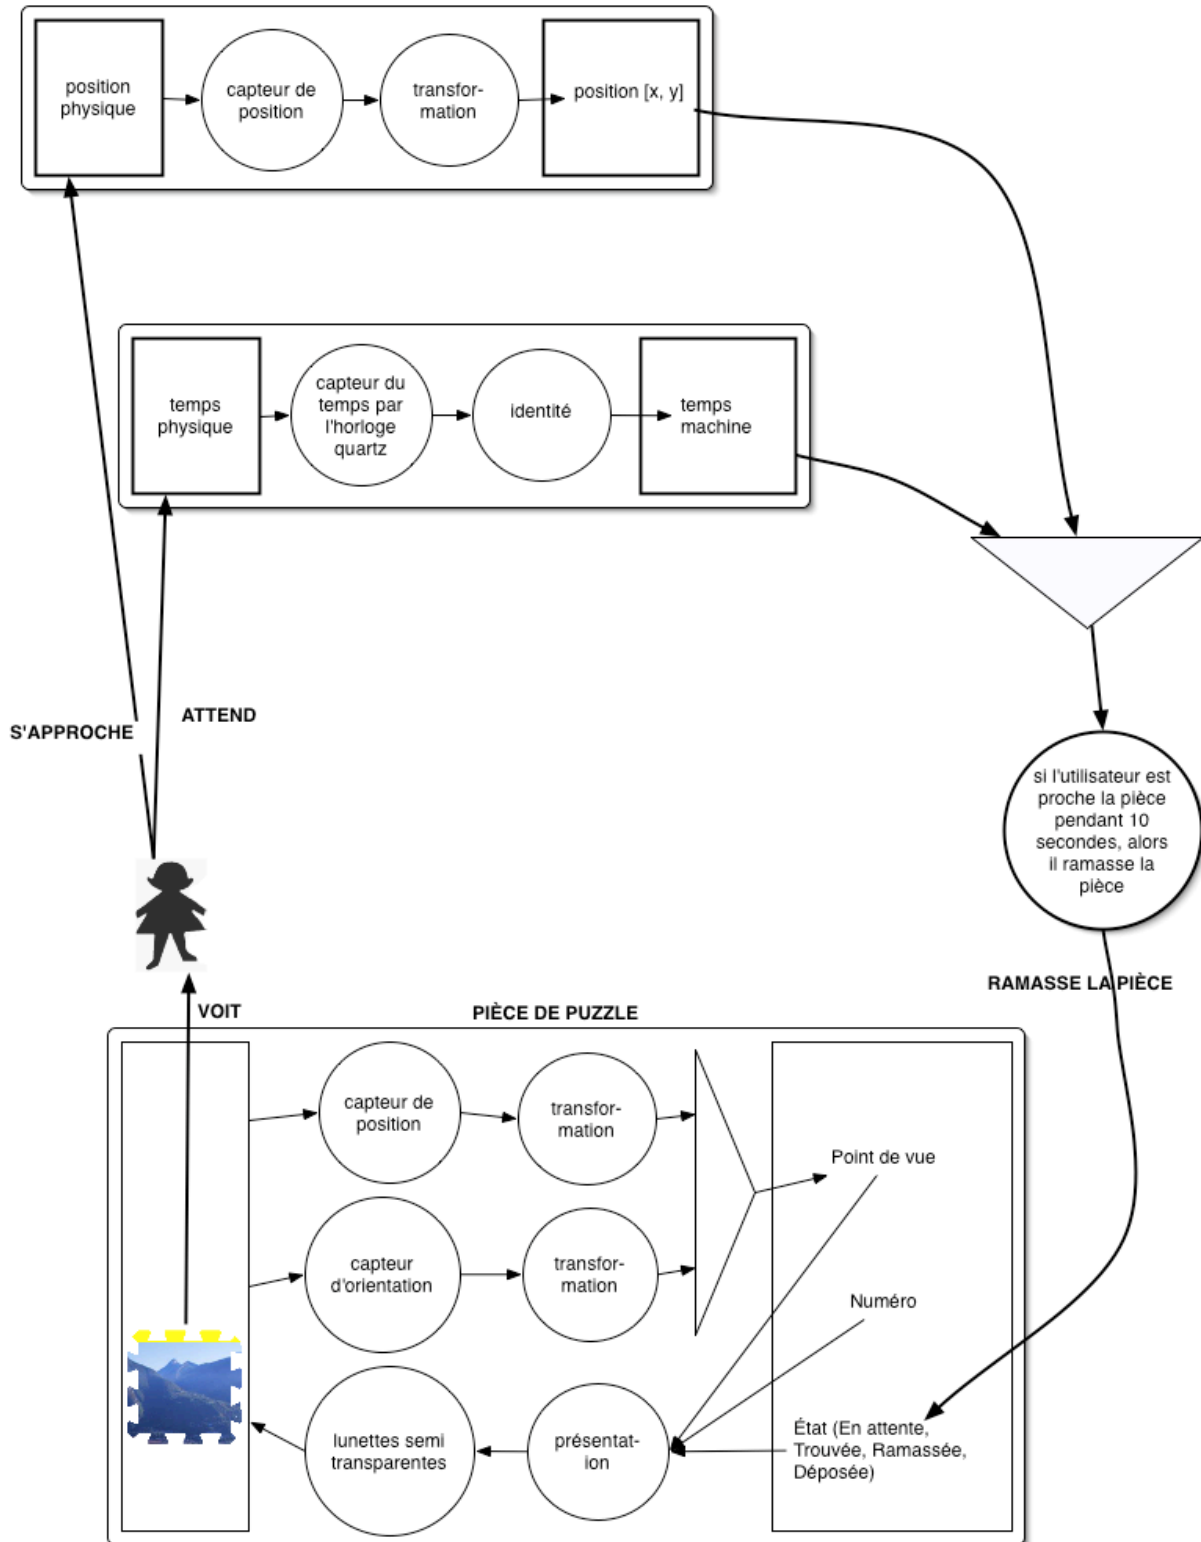 position
physique
capteur de
position
transfor-
mation
position [x, y]
temps
physique
capteur du
temps par
l'horloge
quartz
identité
temps
machine
S'APPROCHE
ATTEND
si l'utilisateur est
proche la pièce
pendant 10
secondes, alors
il ramasse la
pièce
RAMASSE LA PIÈCE
VOIT
PIÈCE DE PUZZLE
capteur de
position
transfor-
mation
Point de vue
capteur
d'orientation
transfor-
mation
Numéro
lunettes semi
transparentes
présentat-
ion
État (En attente,
Trouvée, Ramassée,
Déposée)